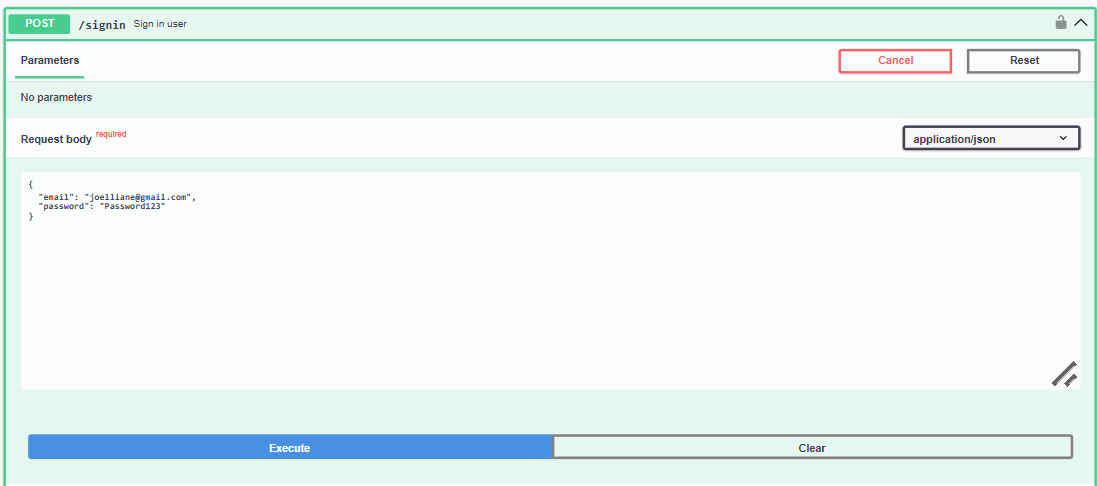 POST /signin Sign in user
Parameters Cancel Reset
No parameters
Request body required application/json
{
  "email": "joelliane@gmail.com",
  "password": "Password123"
}
Execute Clear